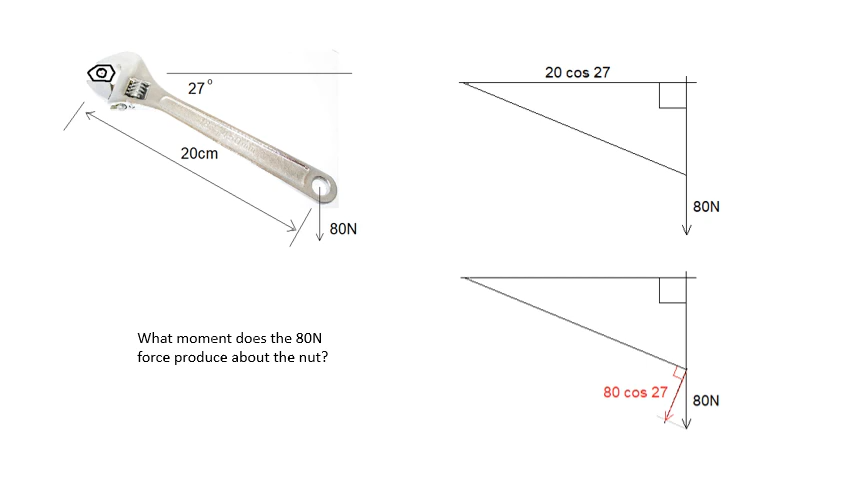 27°
20cm
80N
What moment does the 80N
force produce about the nut?
20 cos 27
80N
80 cos 27
80N